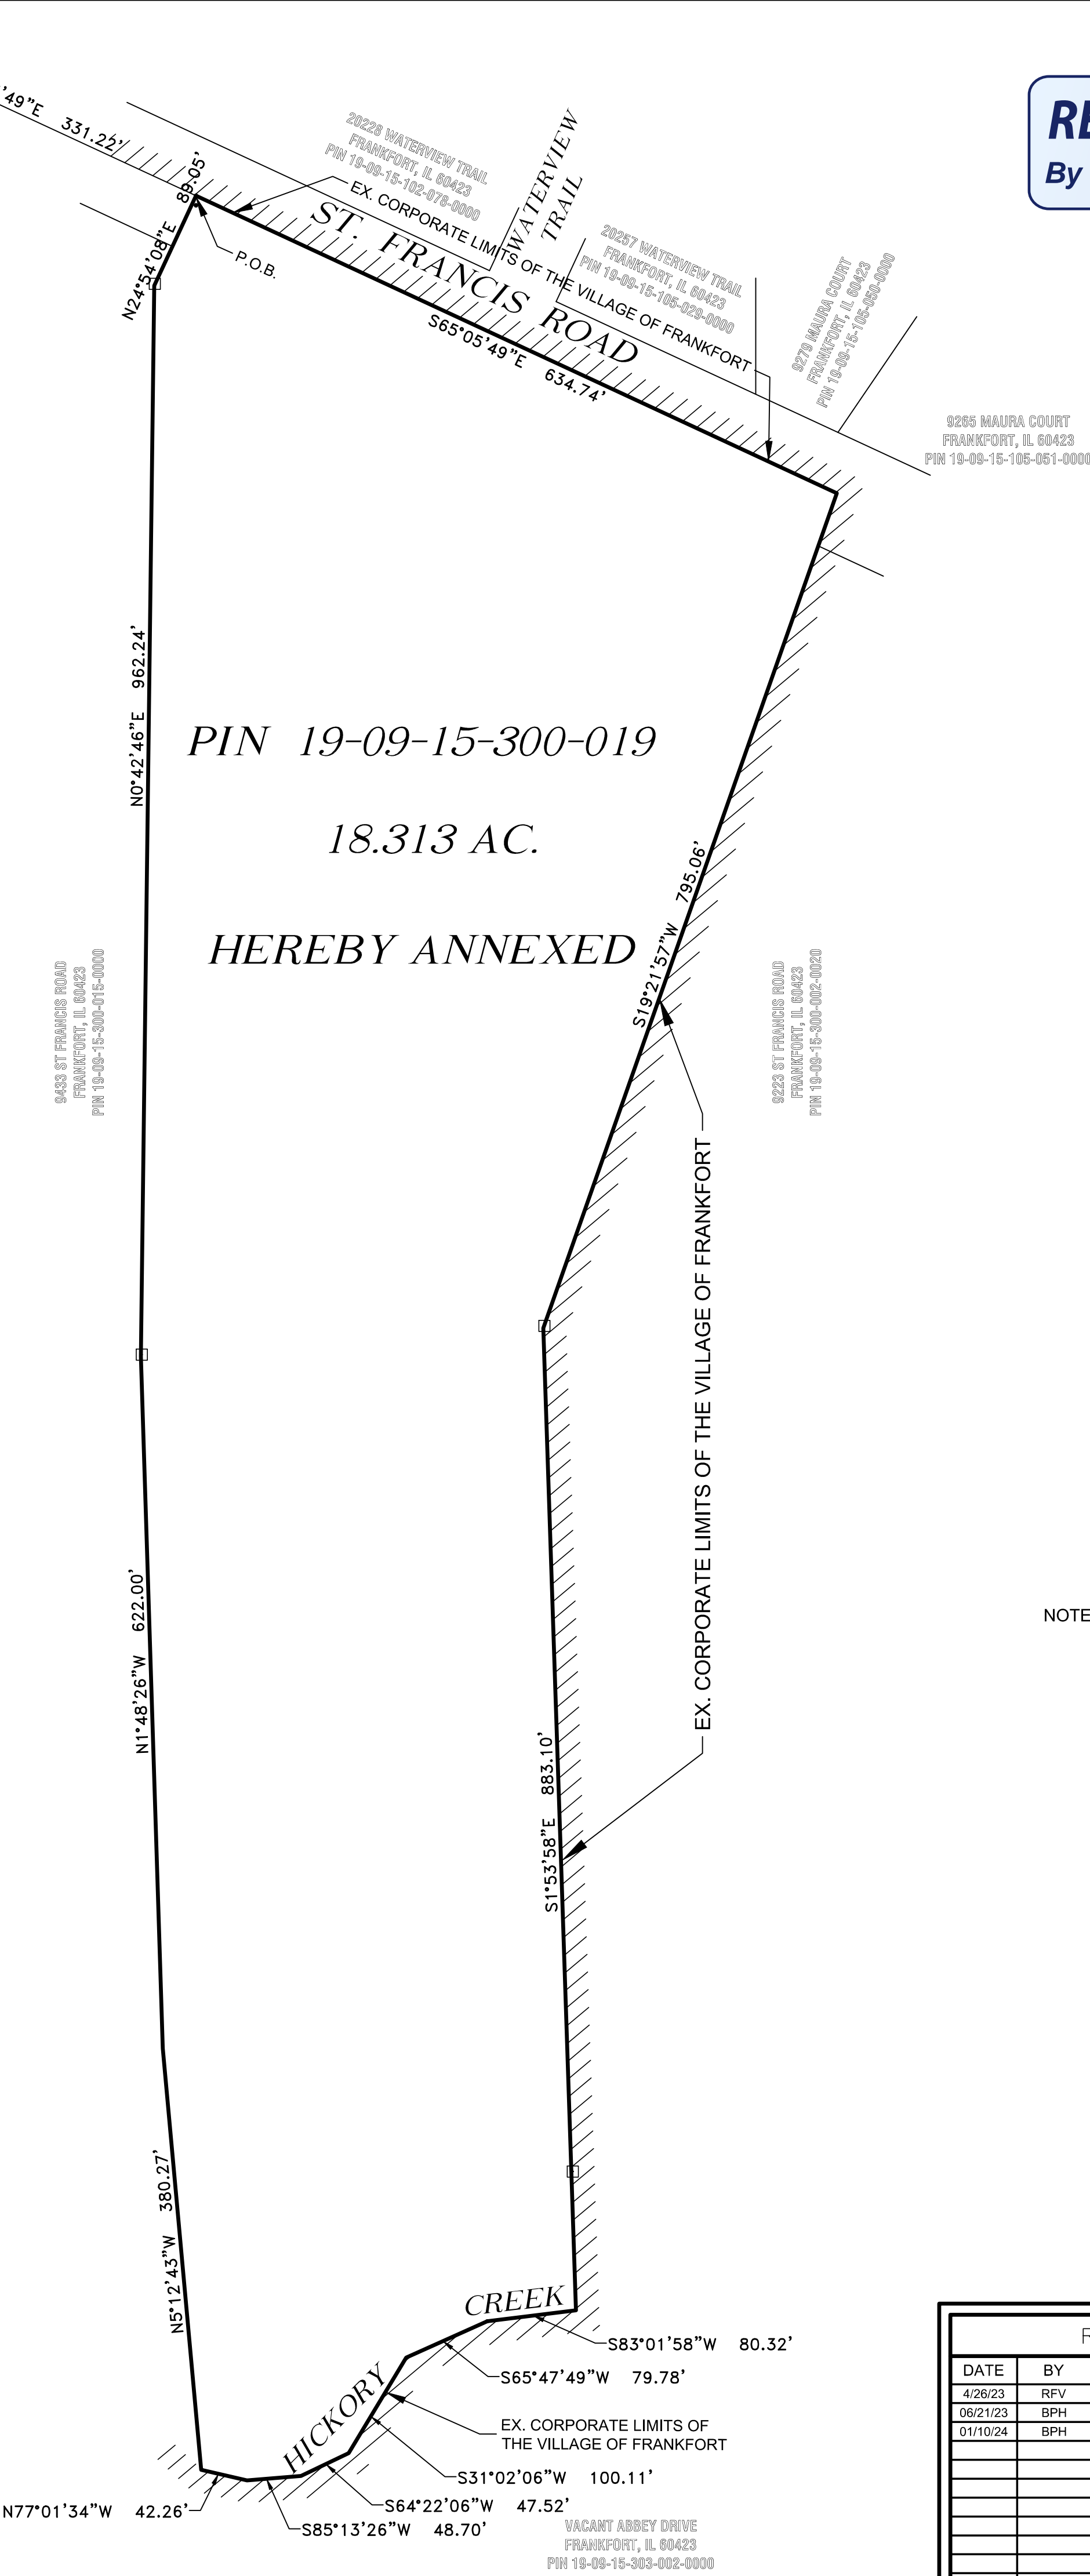 '49"E 331.22'
RE
By
20228 WATERVIEW TRAIL
FRANKFORT, IL 60423
PIN 19-09-15-102-078-0000
WATERVIEW
TRAIL
89.05'
N24°54'08"E
P.O.B.
EX. CORPORATE LIMITS OF THE VILLAGE OF FRANKFORT
ST. FRANCIS ROAD
S65°05'49"E 634.74'
20257 WATERVIEW TRAIL
FRANKFORT, IL 60423
PIN 19-09-15-105-029-0000
9279 MAURA COURT
FRANKFORT, IL 60423
PIN 19-09-15-105-050-0000
9265 MAURA COURT
FRANKFORT, IL 60423
PIN 19-09-15-105-051-0000
N0°42'46"E 962.24'
PIN 19-09-15-300-019
18.313 AC.
HEREBY ANNEXED
S19°21'57"W 795.06'
9433 ST FRANCIS ROAD
FRANKFORT, IL 60423
PIN 19-09-15-300-015-0000
9223 ST FRANCIS ROAD
FRANKFORT, IL 60423
PIN 19-09-15-300-002-0020
EX. CORPORATE LIMITS OF THE VILLAGE OF FRANKFORT
NOTE
N1°48'26"W 622.00'
S1°53'58"E 883.10'
N5°12'43"W 380.27'
HICKORY CREEK
S83°01'58"W 80.32'
S65°47'49"W 79.78'
EX. CORPORATE LIMITS OF
THE VILLAGE OF FRANKFORT
S31°02'06"W 100.11'
S64°22'06"W 47.52'
N77°01'34"W 42.26'
S85°13'26"W 48.70'
VACANT ABBEY DRIVE
FRANKFORT, IL 60423
PIN 19-09-15-303-002-0000
R
DATE BY
4/26/23 RFV
06/21/23 BPH
01/10/24 BPH